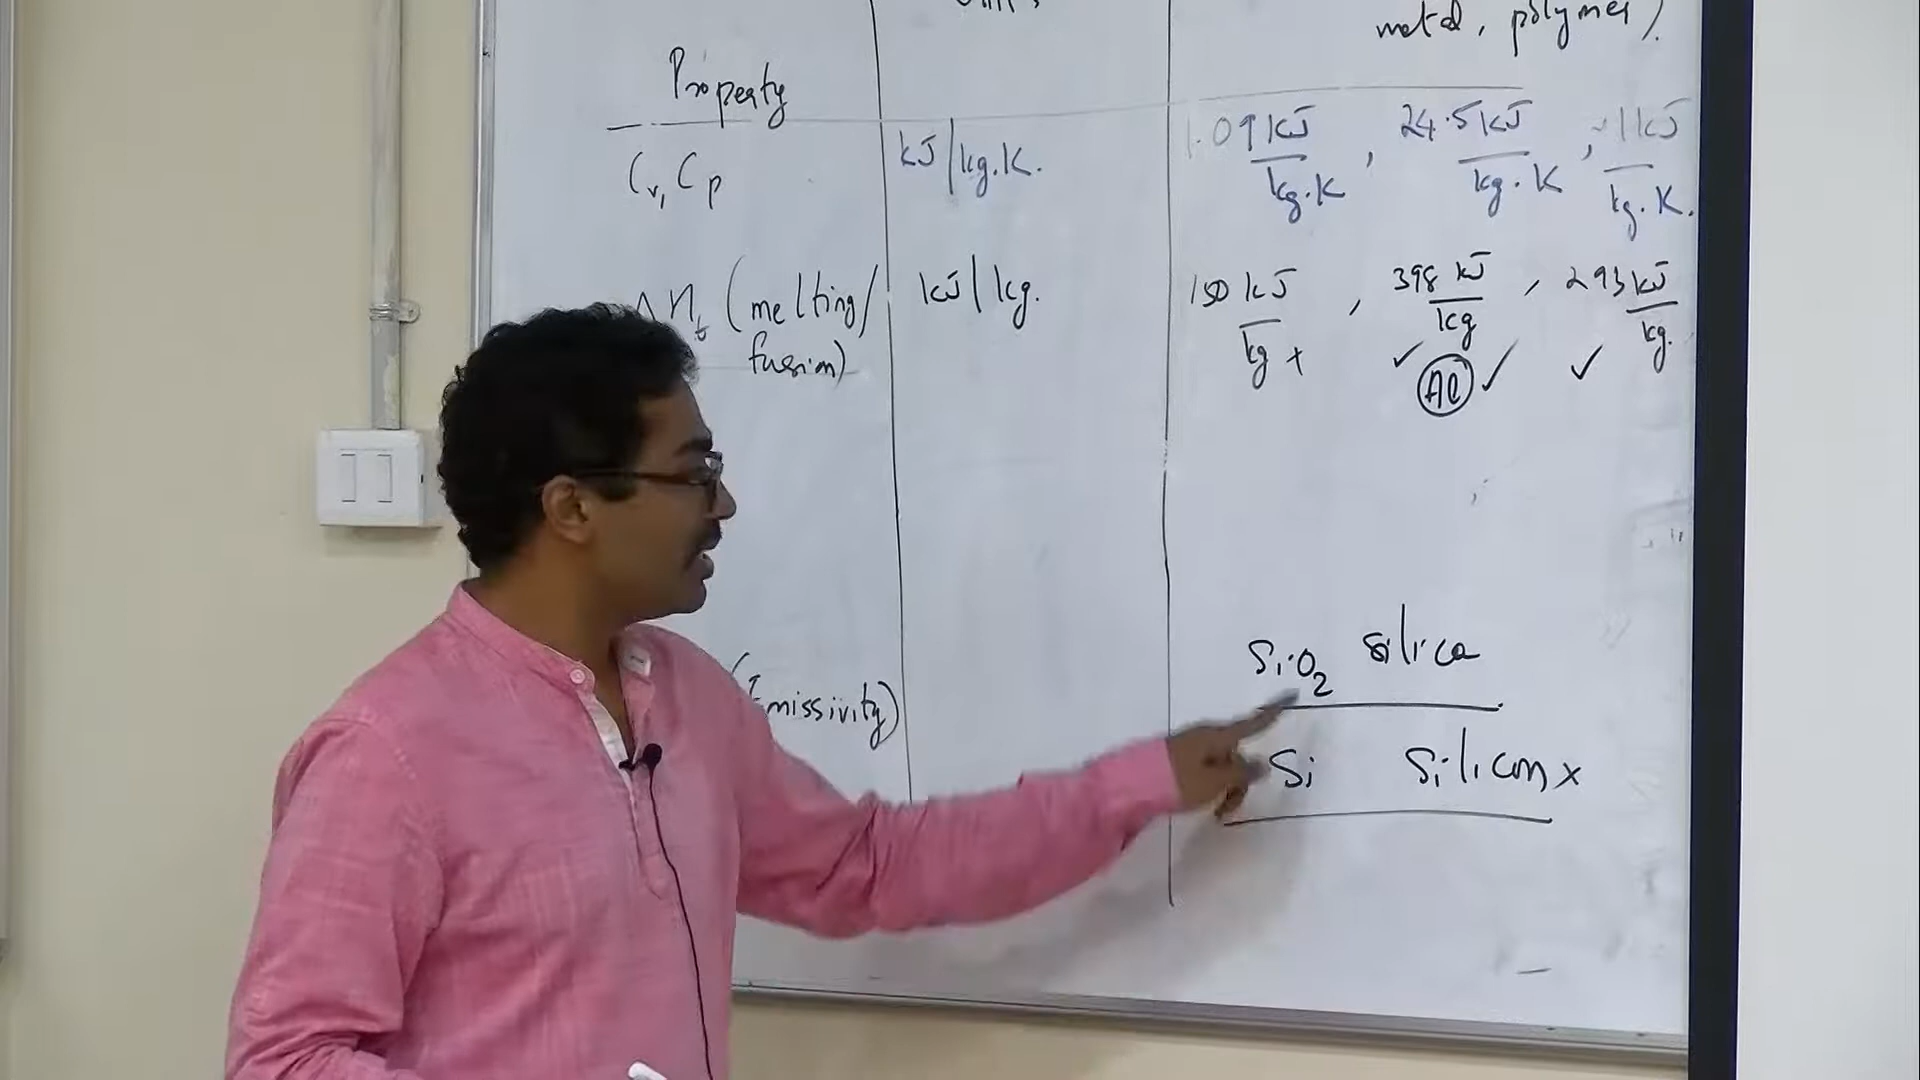 metal, polymer).
Property
Cv, Cp
kJ/kg.K.
1.09 kJ/kg.K, 24.5 kJ/kg.K, ~1 kJ/kg.K.
(melting/fusion)
kJ/kg.
150 kJ/kg +, 398 kJ/kg, 293 kJ/kg.
✓ Al ✓ ✓
SiO2 silica
(Emissivity)
Si Silicon x